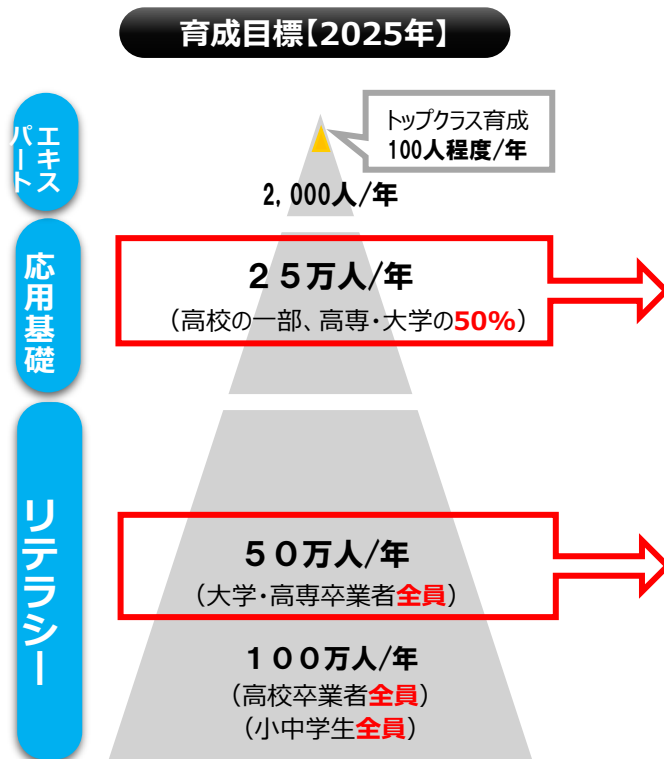 育成目標【2025年】
エキスパート
トップクラス育成
100人程度/年
2,000人/年
応用基礎
２５万人/年
（高校の一部、高専・大学の50%）
リテラシー
５０万人/年
（大学・高専卒業者全員）
１００万人/年
（高校卒業者全員）
（小中学生全員）